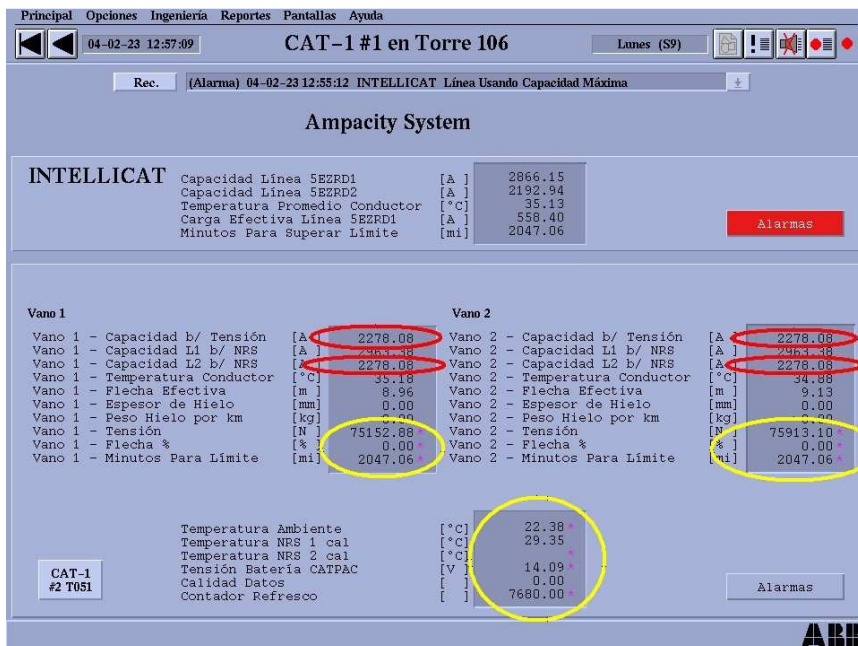 Principal Opciones Ingeniería Reportes Pantallas Ayuda
04-02-23 12:57:09 CAT-1 #1 en Torre 106 Lunes (S9)
Rec. (Alarma) 04-02-23 12:55:12 INTELLICAT Línea Usando Capacidad Máxima
Ampacity System
INTELLICAT
Capacidad Línea 5EZRD1 [A ] 2866.15
Capacidad Línea 5EZRD2 [A ] 2192.94
Temperatura Promedio Conductor [°C] 35.13
Carga Efectiva Línea 5EZRD1 [A ] 558.40
Minutos Para Superar Límite [mi] 2047.06
Alarmas
Vano 1
Vano 1 - Capacidad b/ Tensión [A ] 2278.08
Vano 1 - Capacidad L1 b/ NRS [A ] 2963.38
Vano 1 - Capacidad L2 b/ NRS [A ] 2278.08
Vano 1 - Temperatura Conductor [°C] 35.18
Vano 1 - Flecha Efectiva [m ] 8.96
Vano 1 - Espesor de Hielo [mm] 0.00
Vano 1 - Peso Hielo por km [kg] 0.00
Vano 1 - Tensión [N ] 75152.88 *
Vano 1 - Flecha % [% ] 0.00 *
Vano 1 - Minutos Para Límite [mi] 2047.06 *
Vano 2
Vano 2 - Capacidad b/ Tensión [A ] 2278.08
Vano 2 - Capacidad L1 b/ NRS [A ] 2963.38
Vano 2 - Capacidad L2 b/ NRS [A ] 2278.08
Vano 2 - Temperatura Conductor [°C] 34.88
Vano 2 - Flecha Efectiva [m ] 9.13
Vano 2 - Espesor de Hielo [mm] 0.00
Vano 2 - Peso Hielo por km [kg] 0.00
Vano 2 - Tensión [N ] 75913.10 *
Vano 2 - Flecha % [% ] 0.00 *
Vano 2 - Minutos Para Límite [mi] 2047.06 *
Temperatura Ambiente [°C] 22.38 *
Temperatura NRS 1 cal [°C] 29.35
Temperatura NRS 2 cal [°C] *
Tensión Batería CATPAC [V ] 14.09 *
Calidad Datos [ ] 0.00
Contador Refresco [ ] 7680.00 *
CAT-1
#2 T051
Alarmas
ABB